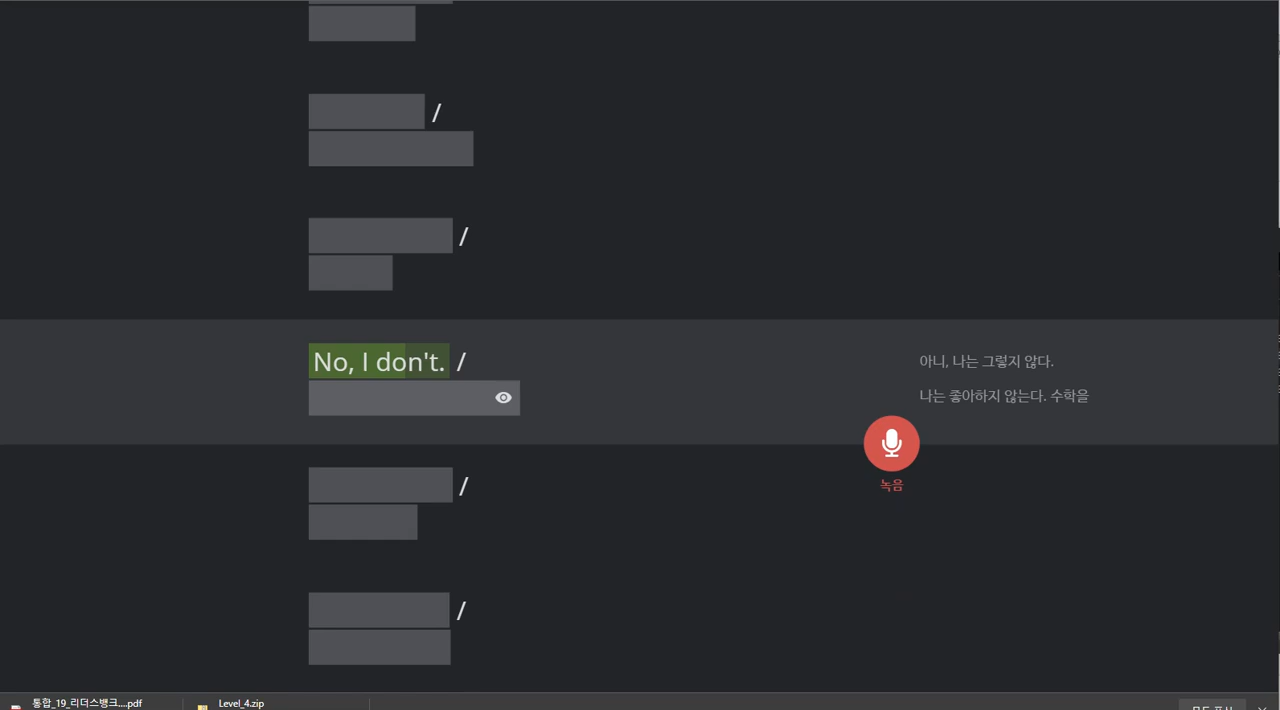 /
/
No, I don't. /
아니, 나는 그렇지 않다.
나는 좋아하지 않는다. 수학을
녹음
/
/
통합_19_리더스뱅크....pdf
Level_4.zip